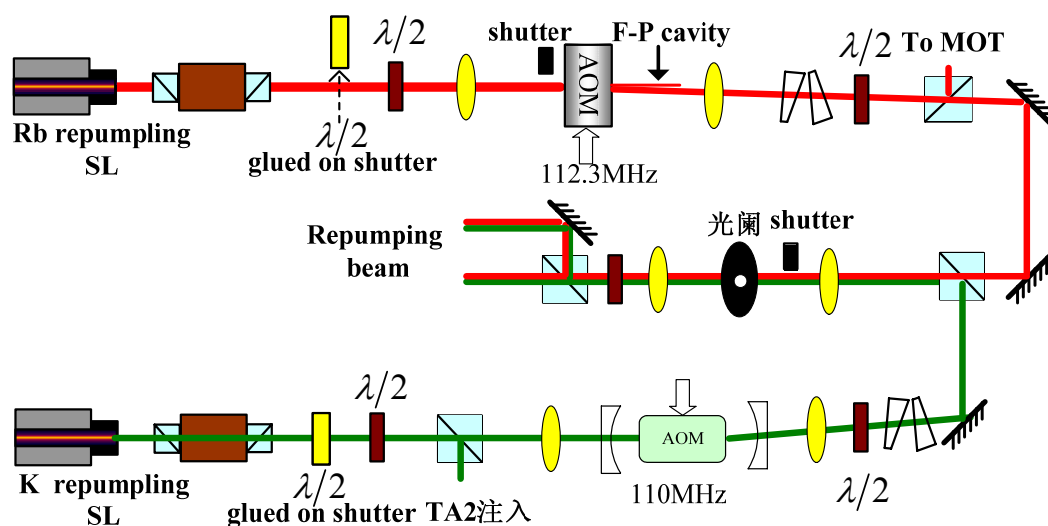 λ/2
shutter
F-P cavity
λ/2
To MOT
AOM
Rb repumpling
SL
λ/2
glued on shutter
112.3MHz
光阑 shutter
Repumping
beam
λ/2
AOM
K repumpling
SL
λ/2
glued on shutter
TA2注入
110MHz
λ/2